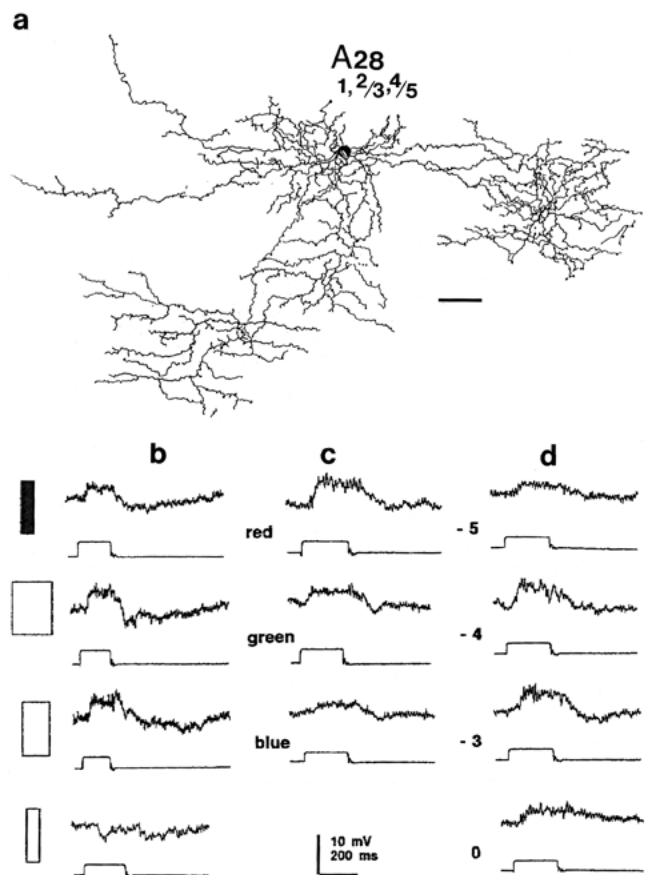 a
A28
1,2/3,4/5
b c d
red - 5
green - 4
blue - 3
10 mV
200 ms
0